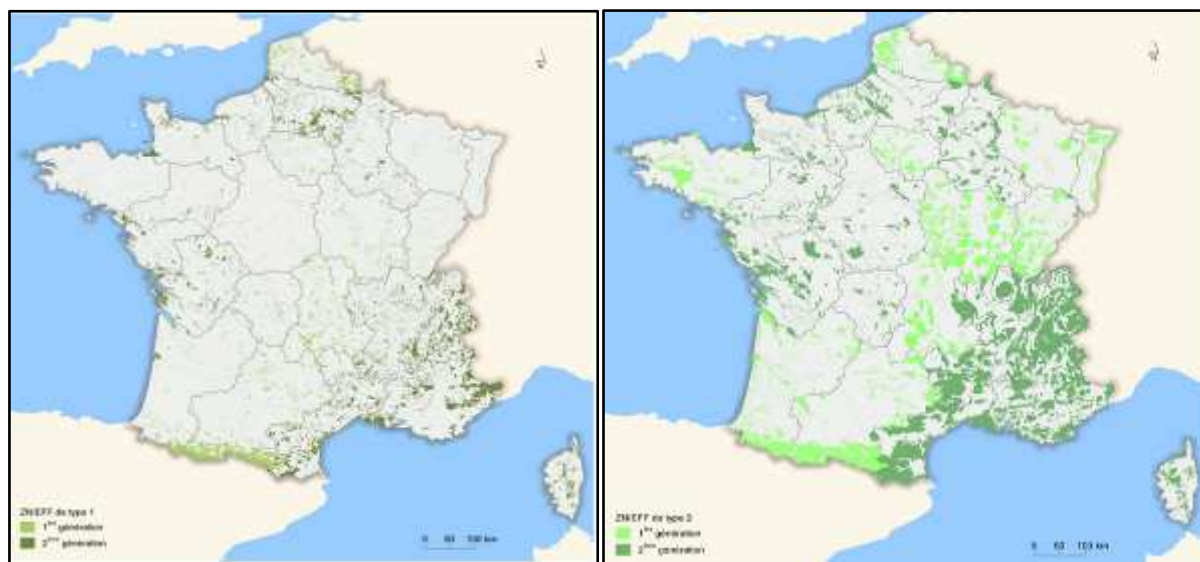 ZNIEFF de type 1
1ère génération
2ème génération
0 50 100 km
ZNIEFF de type 2
1ère génération
2ème génération
0 50 100 km